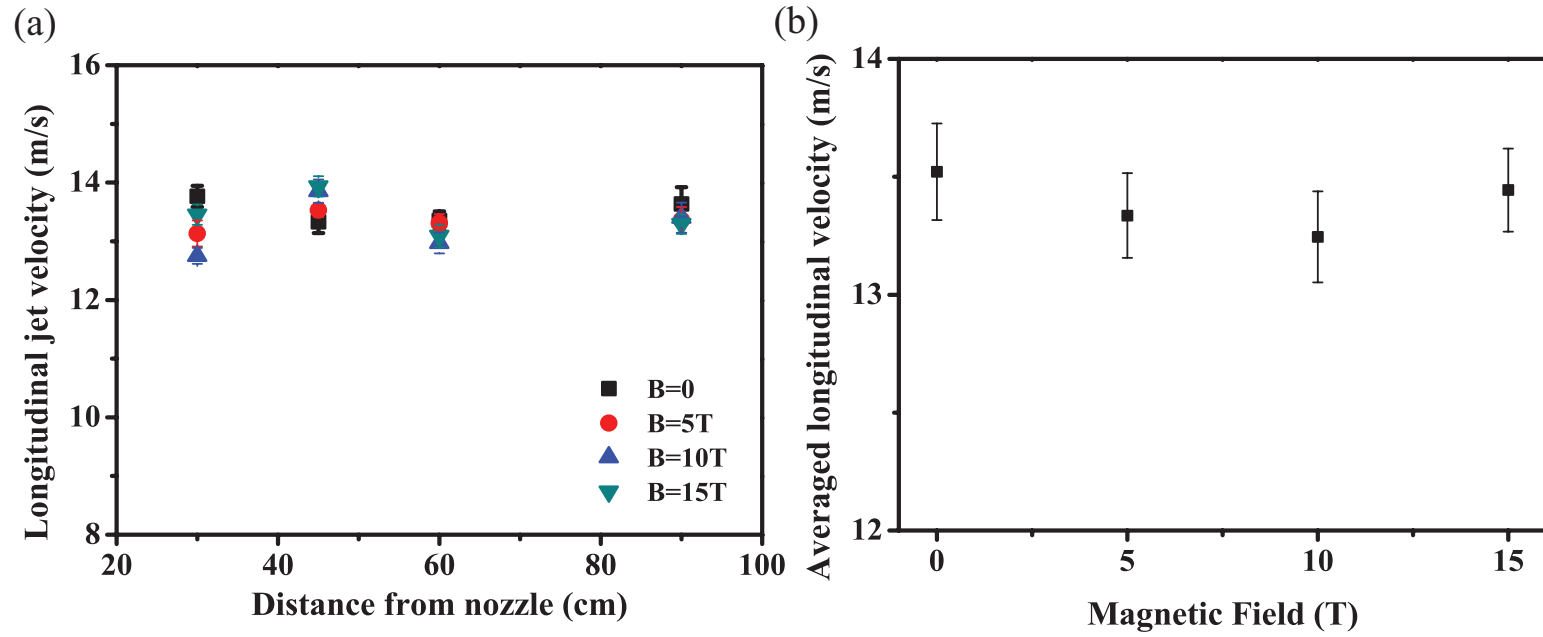 (a)
Longitudinal jet velocity (m/s)
16
14
12
10
8
20 40 60 80 100
Distance from nozzle (cm)
B=0
B=5T
B=10T
B=15T
(b)
Averaged longitudinal velocity (m/s)
14
13
12
0 5 10 15
Magnetic Field (T)